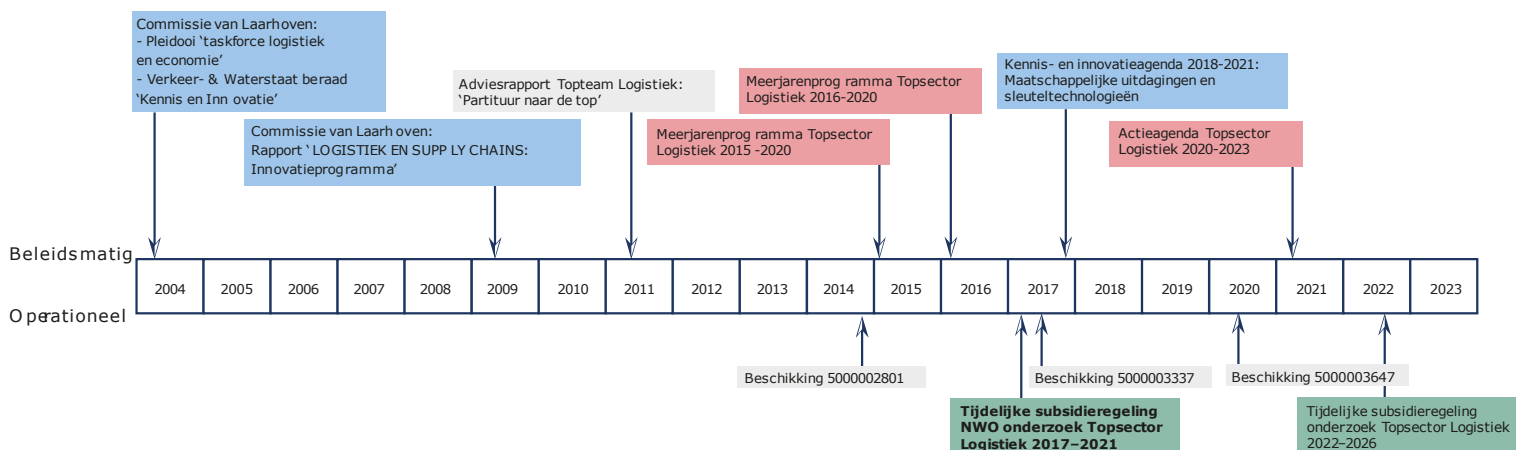 Commissie van Laarhoven:
- Pleidooi ‘taskforce logistiek
en economie’
- Verkeer- & Waterstaat beraad
‘Kennis en Inn ovatie’
Commissie van Laarh oven:
Rapport ‘ LOGISTIEK EN SUPP LY CHAINS:
Innovatieprogramma’
Adviesrapport Topteam Logistiek:
‘Partituur naar de top’
Meerjarenprog ramma Topsector
Logistiek 2015 -2020
Meerjarenprog ramma Topsector
Logistiek 2016-2020
Kennis- en innovatieagenda 2018-2021:
Maatschappelijke uitdagingen en
sleuteltechnologieën
Actieagenda Topsector
Logistiek 2020-2023
Beleidsmatig
2004 2005 2006 2007 2008 2009 2010 2011 2012 2013 2014 2015 2016 2017 2018 2019 2020 2021 2022 2023
Operationeel
Beschikking 5000002801
Beschikking 5000003337
Beschikking 5000003647
Tijdelijke subsidieregeling
NWO onderzoek Topsector
Logistiek 2017–2021
Tijdelijke subsidieregeling
onderzoek Topsector Logistiek
2022–2026